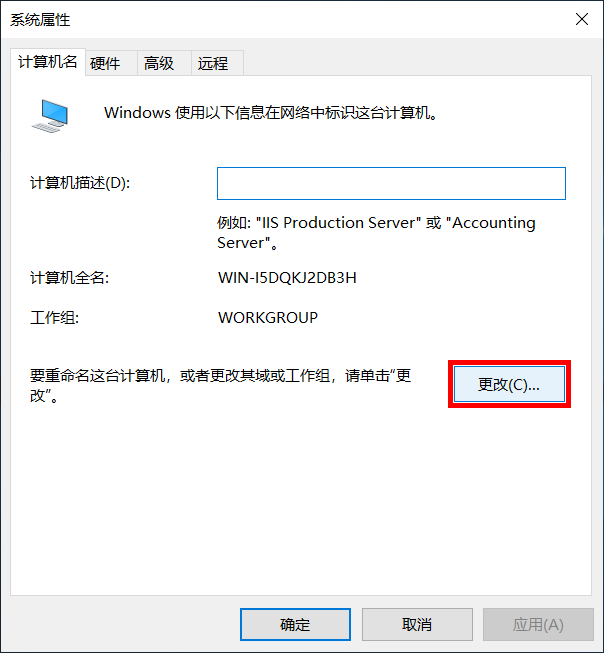 系统属性
计算机名 硬件 高级 远程
Windows 使用以下信息在网络中标识这台计算机。
计算机描述(D):
例如: "IIS Production Server" 或 "Accounting
Server"。
计算机全名: WIN-I5DQKJ2DB3H
工作组: WORKGROUP
要重命名这台计算机，或者更改其域或工作组，请单击“更
改”。
更改(C)...
确定 取消 应用(A)